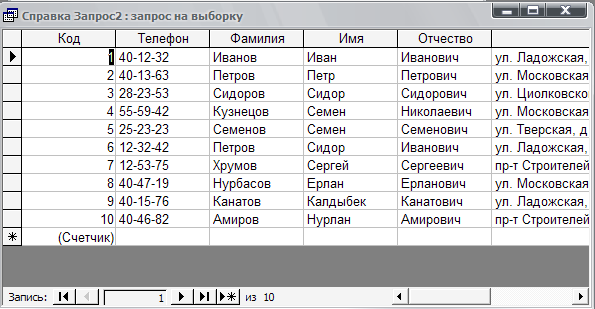 Справка Запрос2 : запрос на выборку
Код Телефон Фамилия Имя Отчество
1 40-12-32 Иванов Иван Иванович ул. Ладожская,
2 40-13-63 Петров Петр Петрович ул. Московская
3 28-23-53 Сидоров Сидор Сидорович ул. Циолковско
4 55-59-42 Кузнецов Семен Николаевич ул. Московская
5 25-23-23 Семенов Семен Семенович ул. Тверская, д
6 12-32-42 Петров Сидор Иванович ул. Ладожская,
7 12-53-75 Хрумов Сергей Сергеевич пр-т Строителей
8 40-47-19 Нурбасов Ерлан Ерланович ул. Московская
9 40-15-76 Канатов Калдыбек Канатович ул. Ладожская,
10 40-46-82 Амиров Нурлан Амирович пр-т Строителей
(Счетчик)
Запись: 1 из 10